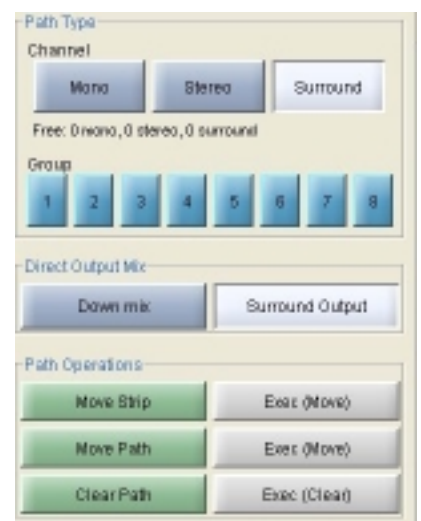 Path Type
Channel
Mono Stereo Surround
Free: 0 mono, 0 stereo, 0 surround
Group
1 2 3 4 5 6 7 8
Direct Output Mix
Down mix Surround Output
Path Operations
Move Strip Exec (Move)
Move Path Exec (Move)
Clear Path Exec (Clear)